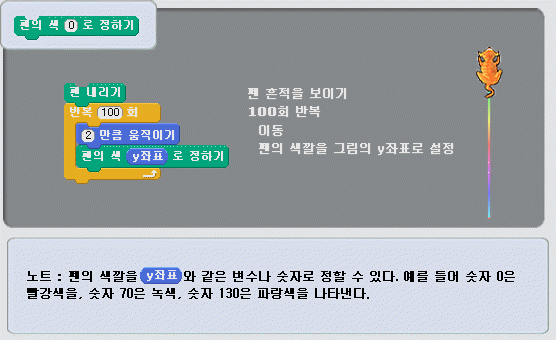 펜의 색 0 로 정하기
펜 내리기
반복 100 회
2 만큼 움직이기
펜의 색 y좌표 로 정하기
펜 흔적을 보이기
100회 반복
이동
펜의 색깔을 그림의 y좌표로 설정
노트 : 펜의 색깔을 y좌표 와 같은 변수나 숫자로 정할 수 있다. 예를 들어 숫자 0은
빨강색을, 숫자 70은 녹색, 숫자 130은 파랑색을 나타낸다.